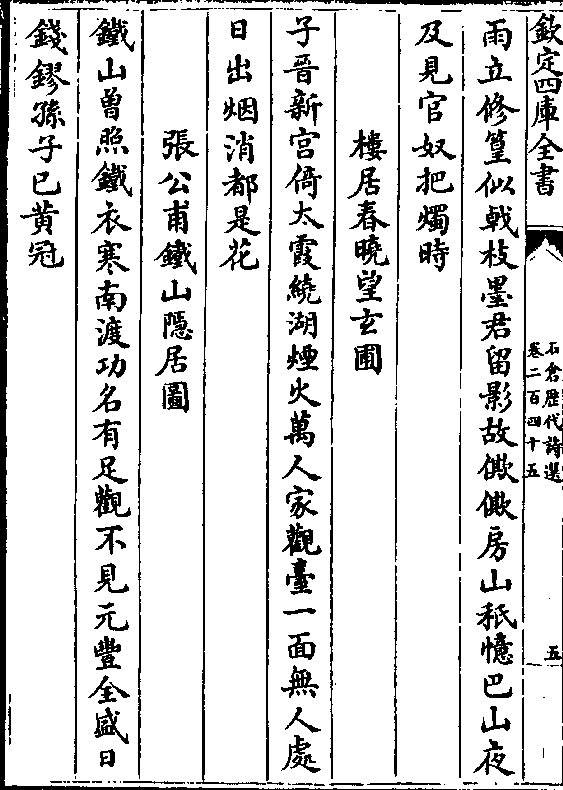 欽定四庫全書
石倉歷代詩選
卷二百四十五
五
雨立修篁似㦸枝墨君留影故僛僛房山秖憶巴山夜
及見官奴把燭時
樓居春曉望玄圃
子晉新宫倚太霞繞湖煙火萬人家觀臺一面無人處
日出烟消都是花
張公甫鐵山隱居圖
鐵山曽照鐵衣寒南渡功名有足觀不見元豐全盛日
錢鏐孫子已黄冠